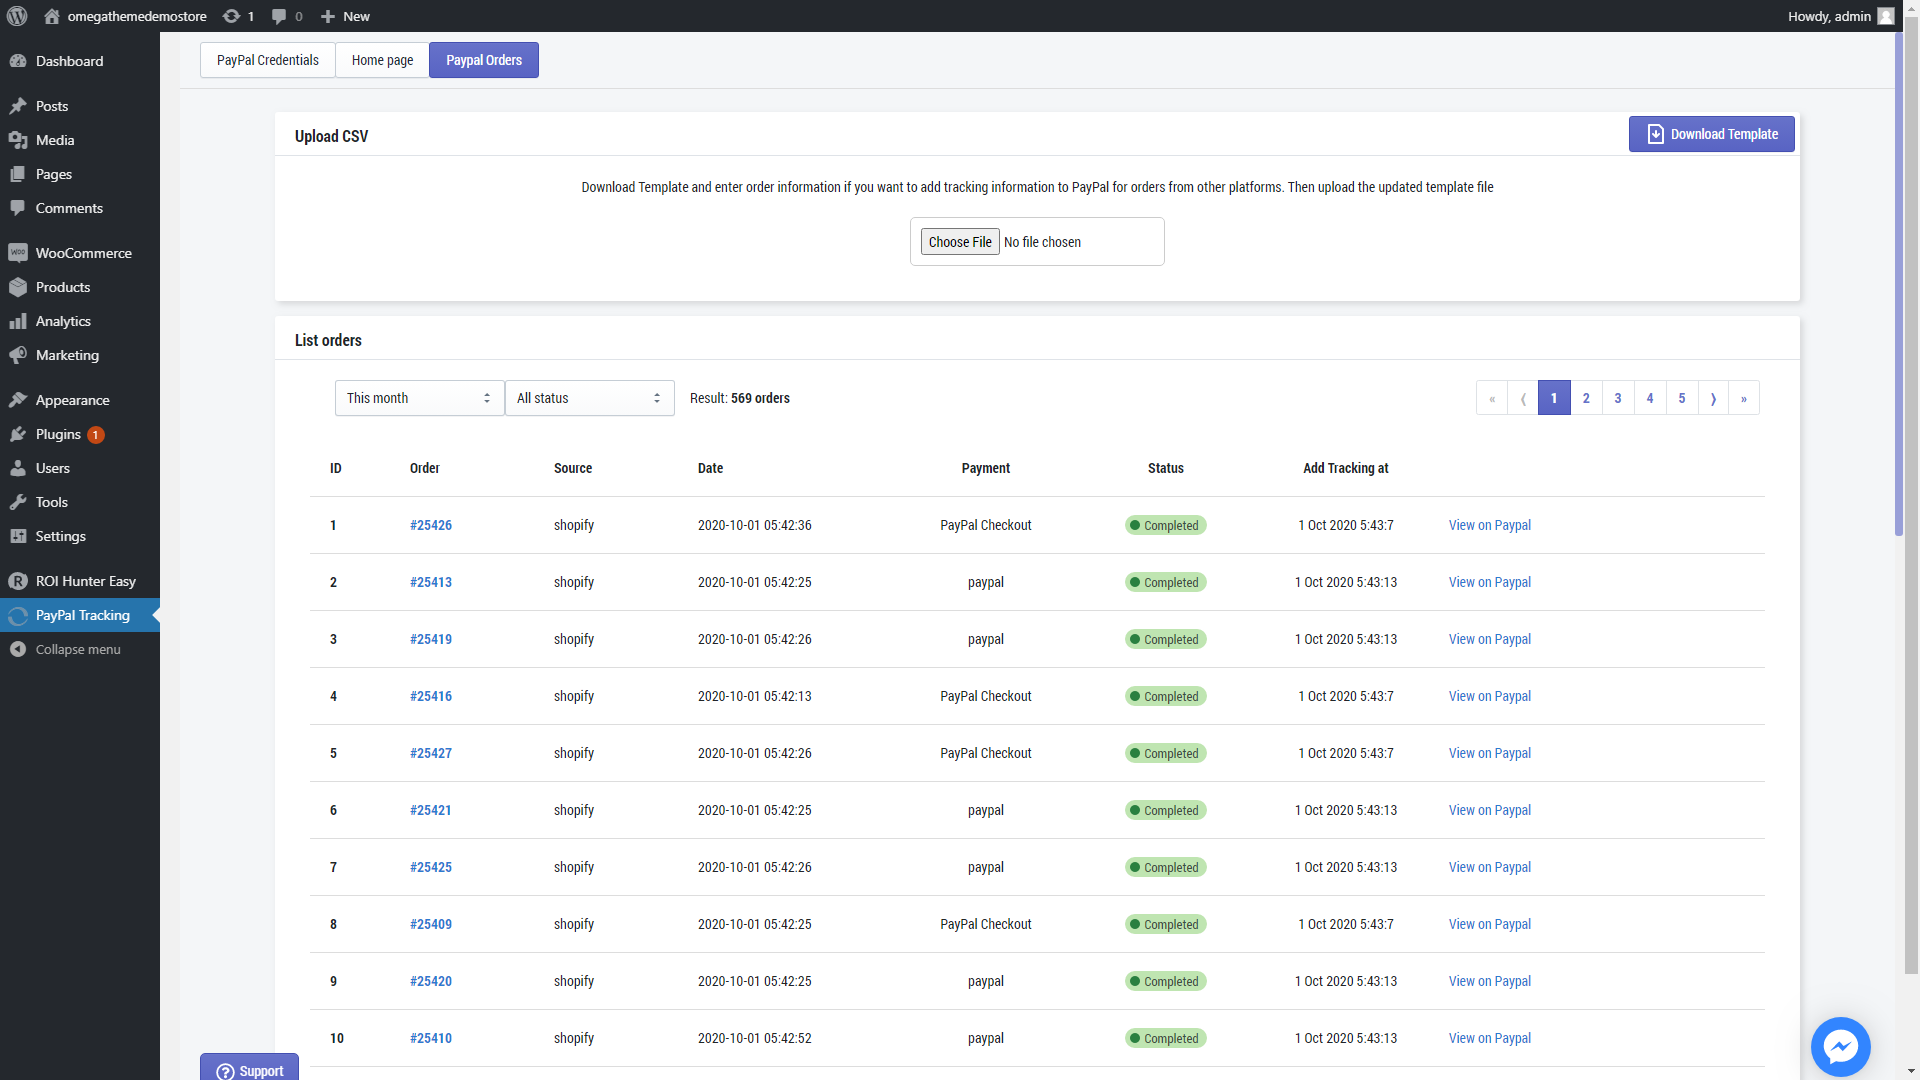 omegathemedemostore 1 0 New Howdy, admin
Dashboard
Posts
Media
Pages
Comments
WooCommerce
Products
Analytics
Marketing
Appearance
Plugins 1
Users
Tools
Settings
ROI Hunter Easy
PayPal Tracking
Collapse menu
PayPal Credentials Home page Paypal Orders
Upload CSV Download Template
Download Template and enter order information if you want to add tracking information to PayPal for orders from other platforms. Then upload the updated template file
Choose File No file chosen
List orders
This month All status Result: 569 orders « ⟨ 1 2 3 4 5 ⟩ »
ID Order Source Date Payment Status Add Tracking at
1 #25426 shopify 2020-10-01 05:42:36 PayPal Checkout Completed 1 Oct 2020 5:43:7 View on Paypal
2 #25413 shopify 2020-10-01 05:42:25 paypal Completed 1 Oct 2020 5:43:13 View on Paypal
3 #25419 shopify 2020-10-01 05:42:26 paypal Completed 1 Oct 2020 5:43:13 View on Paypal
4 #25416 shopify 2020-10-01 05:42:13 PayPal Checkout Completed 1 Oct 2020 5:43:7 View on Paypal
5 #25427 shopify 2020-10-01 05:42:26 PayPal Checkout Completed 1 Oct 2020 5:43:7 View on Paypal
6 #25421 shopify 2020-10-01 05:42:25 paypal Completed 1 Oct 2020 5:43:13 View on Paypal
7 #25425 shopify 2020-10-01 05:42:26 paypal Completed 1 Oct 2020 5:43:13 View on Paypal
8 #25409 shopify 2020-10-01 05:42:25 PayPal Checkout Completed 1 Oct 2020 5:43:7 View on Paypal
9 #25420 shopify 2020-10-01 05:42:25 paypal Completed 1 Oct 2020 5:43:13 View on Paypal
10 #25410 shopify 2020-10-01 05:42:52 paypal Completed 1 Oct 2020 5:43:13 View on Paypal
Support